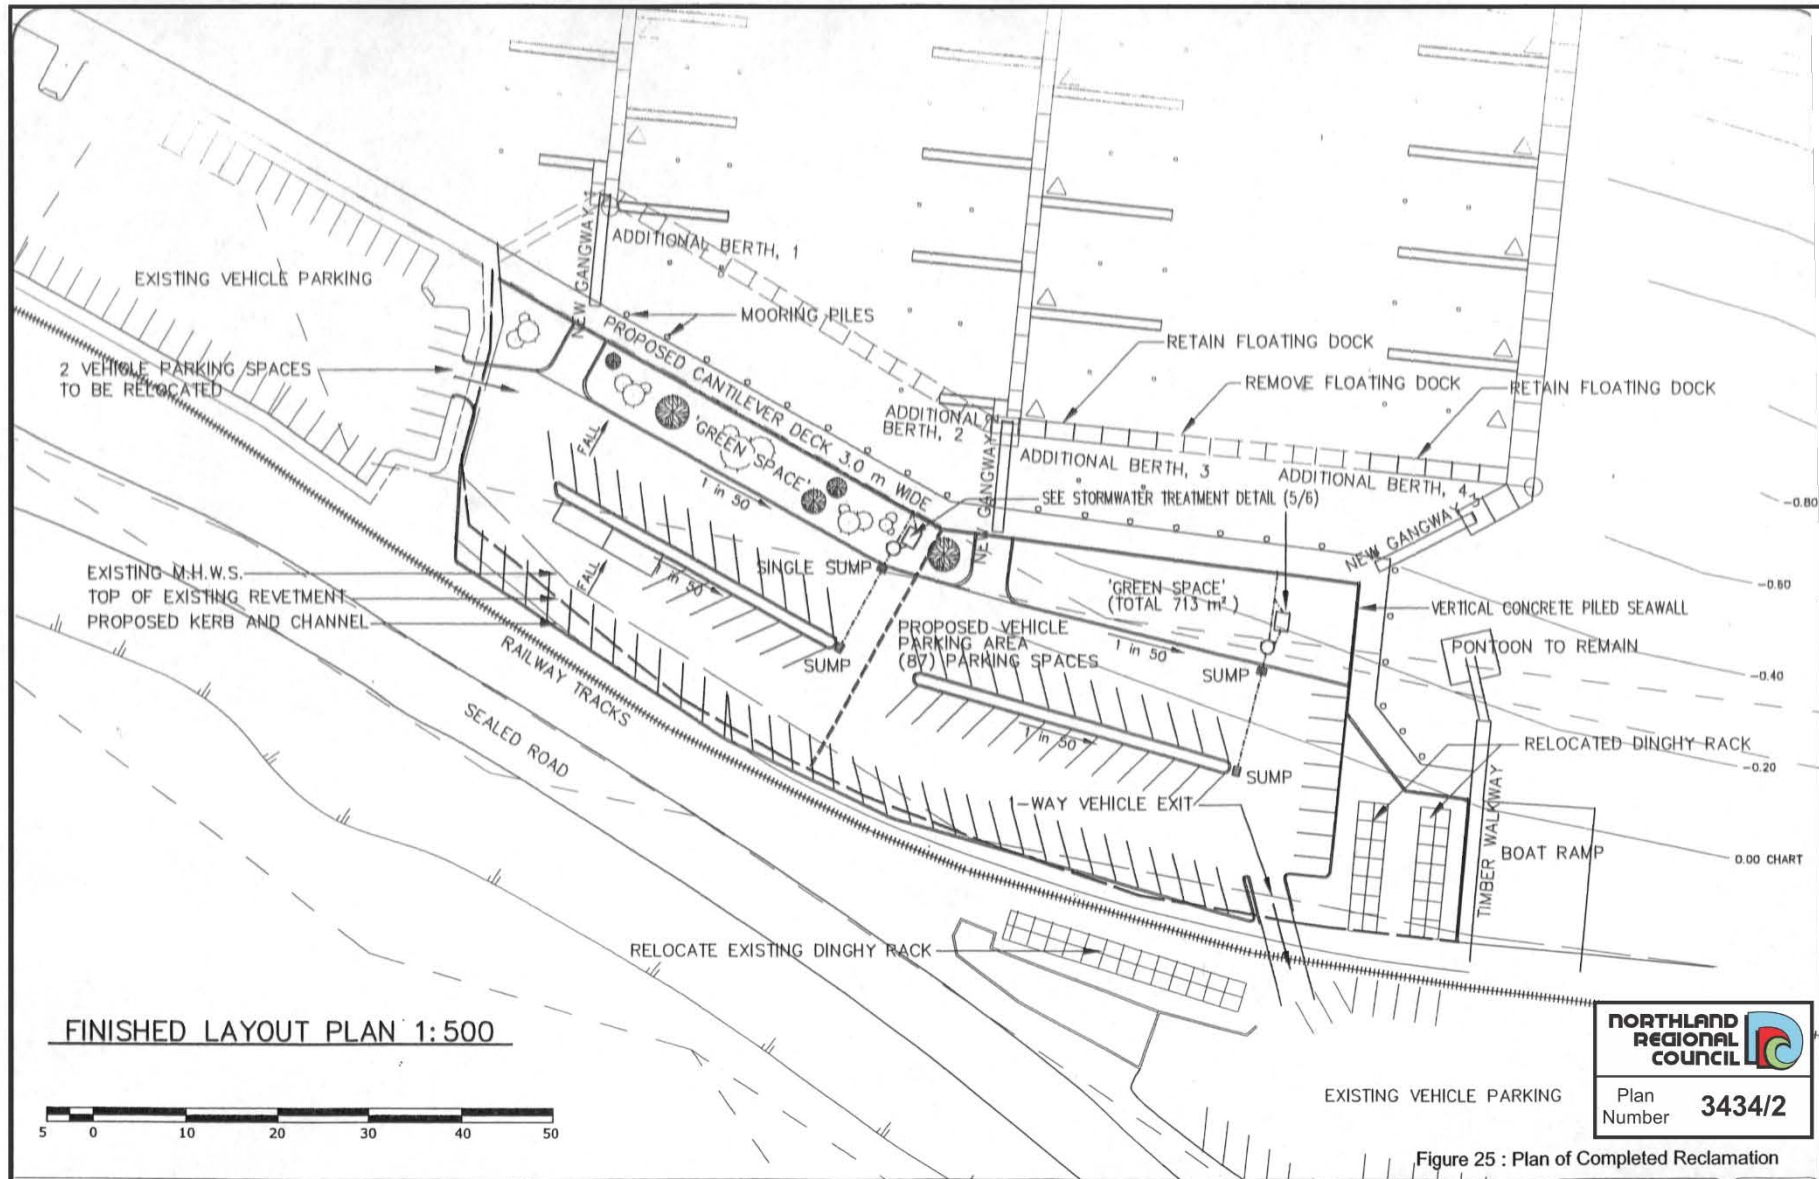 NEW GANGWAY 1
ADDITIONAL BERTH, 1
EXISTING VEHICLE PARKING
MOORING PILES
PROPOSED CANTILEVER DECK 3.0 m WIDE
RETAIN FLOATING DOCK
REMOVE FLOATING DOCK
RETAIN FLOATING DOCK
2 VEHICLE PARKING SPACES
TO BE RELOCATED
'GREEN SPACE'
FALL
1 in 50
ADDITIONAL
BERTH, 2
NEW GANGWAY 2
ADDITIONAL BERTH, 3
ADDITIONAL BERTH, 4
SEE STORMWATER TREATMENT DETAIL (5/6)
NEW GANGWAY 3
-0.80
EXISTING M.H.W.S.
TOP OF EXISTING REVETMENT
PROPOSED KERB AND CHANNEL
FALL
1 in 50
SINGLE SUMP
SUMP
'GREEN SPACE'
(TOTAL 713 m²)
-0.60
VERTICAL CONCRETE PILED SEAWALL
PROPOSED VEHICLE
PARKING AREA
(87) PARKING SPACES
1 in 50
SUMP
PONTOON TO REMAIN
-0.40
RAILWAY TRACKS
SEALED ROAD
1 in 50
SUMP
RELOCATED DINGHY RACK
-0.20
1-WAY VEHICLE EXIT
TIMBER WALKWAY
BOAT RAMP
0.00 CHART
RELOCATE EXISTING DINGHY RACK
FINISHED LAYOUT PLAN 1:500
5 0 10 20 30 40 50
EXISTING VEHICLE PARKING
NORTHLAND
REGIONAL
COUNCIL
Plan
Number 3434/2
Figure 25 : Plan of Completed Reclamation